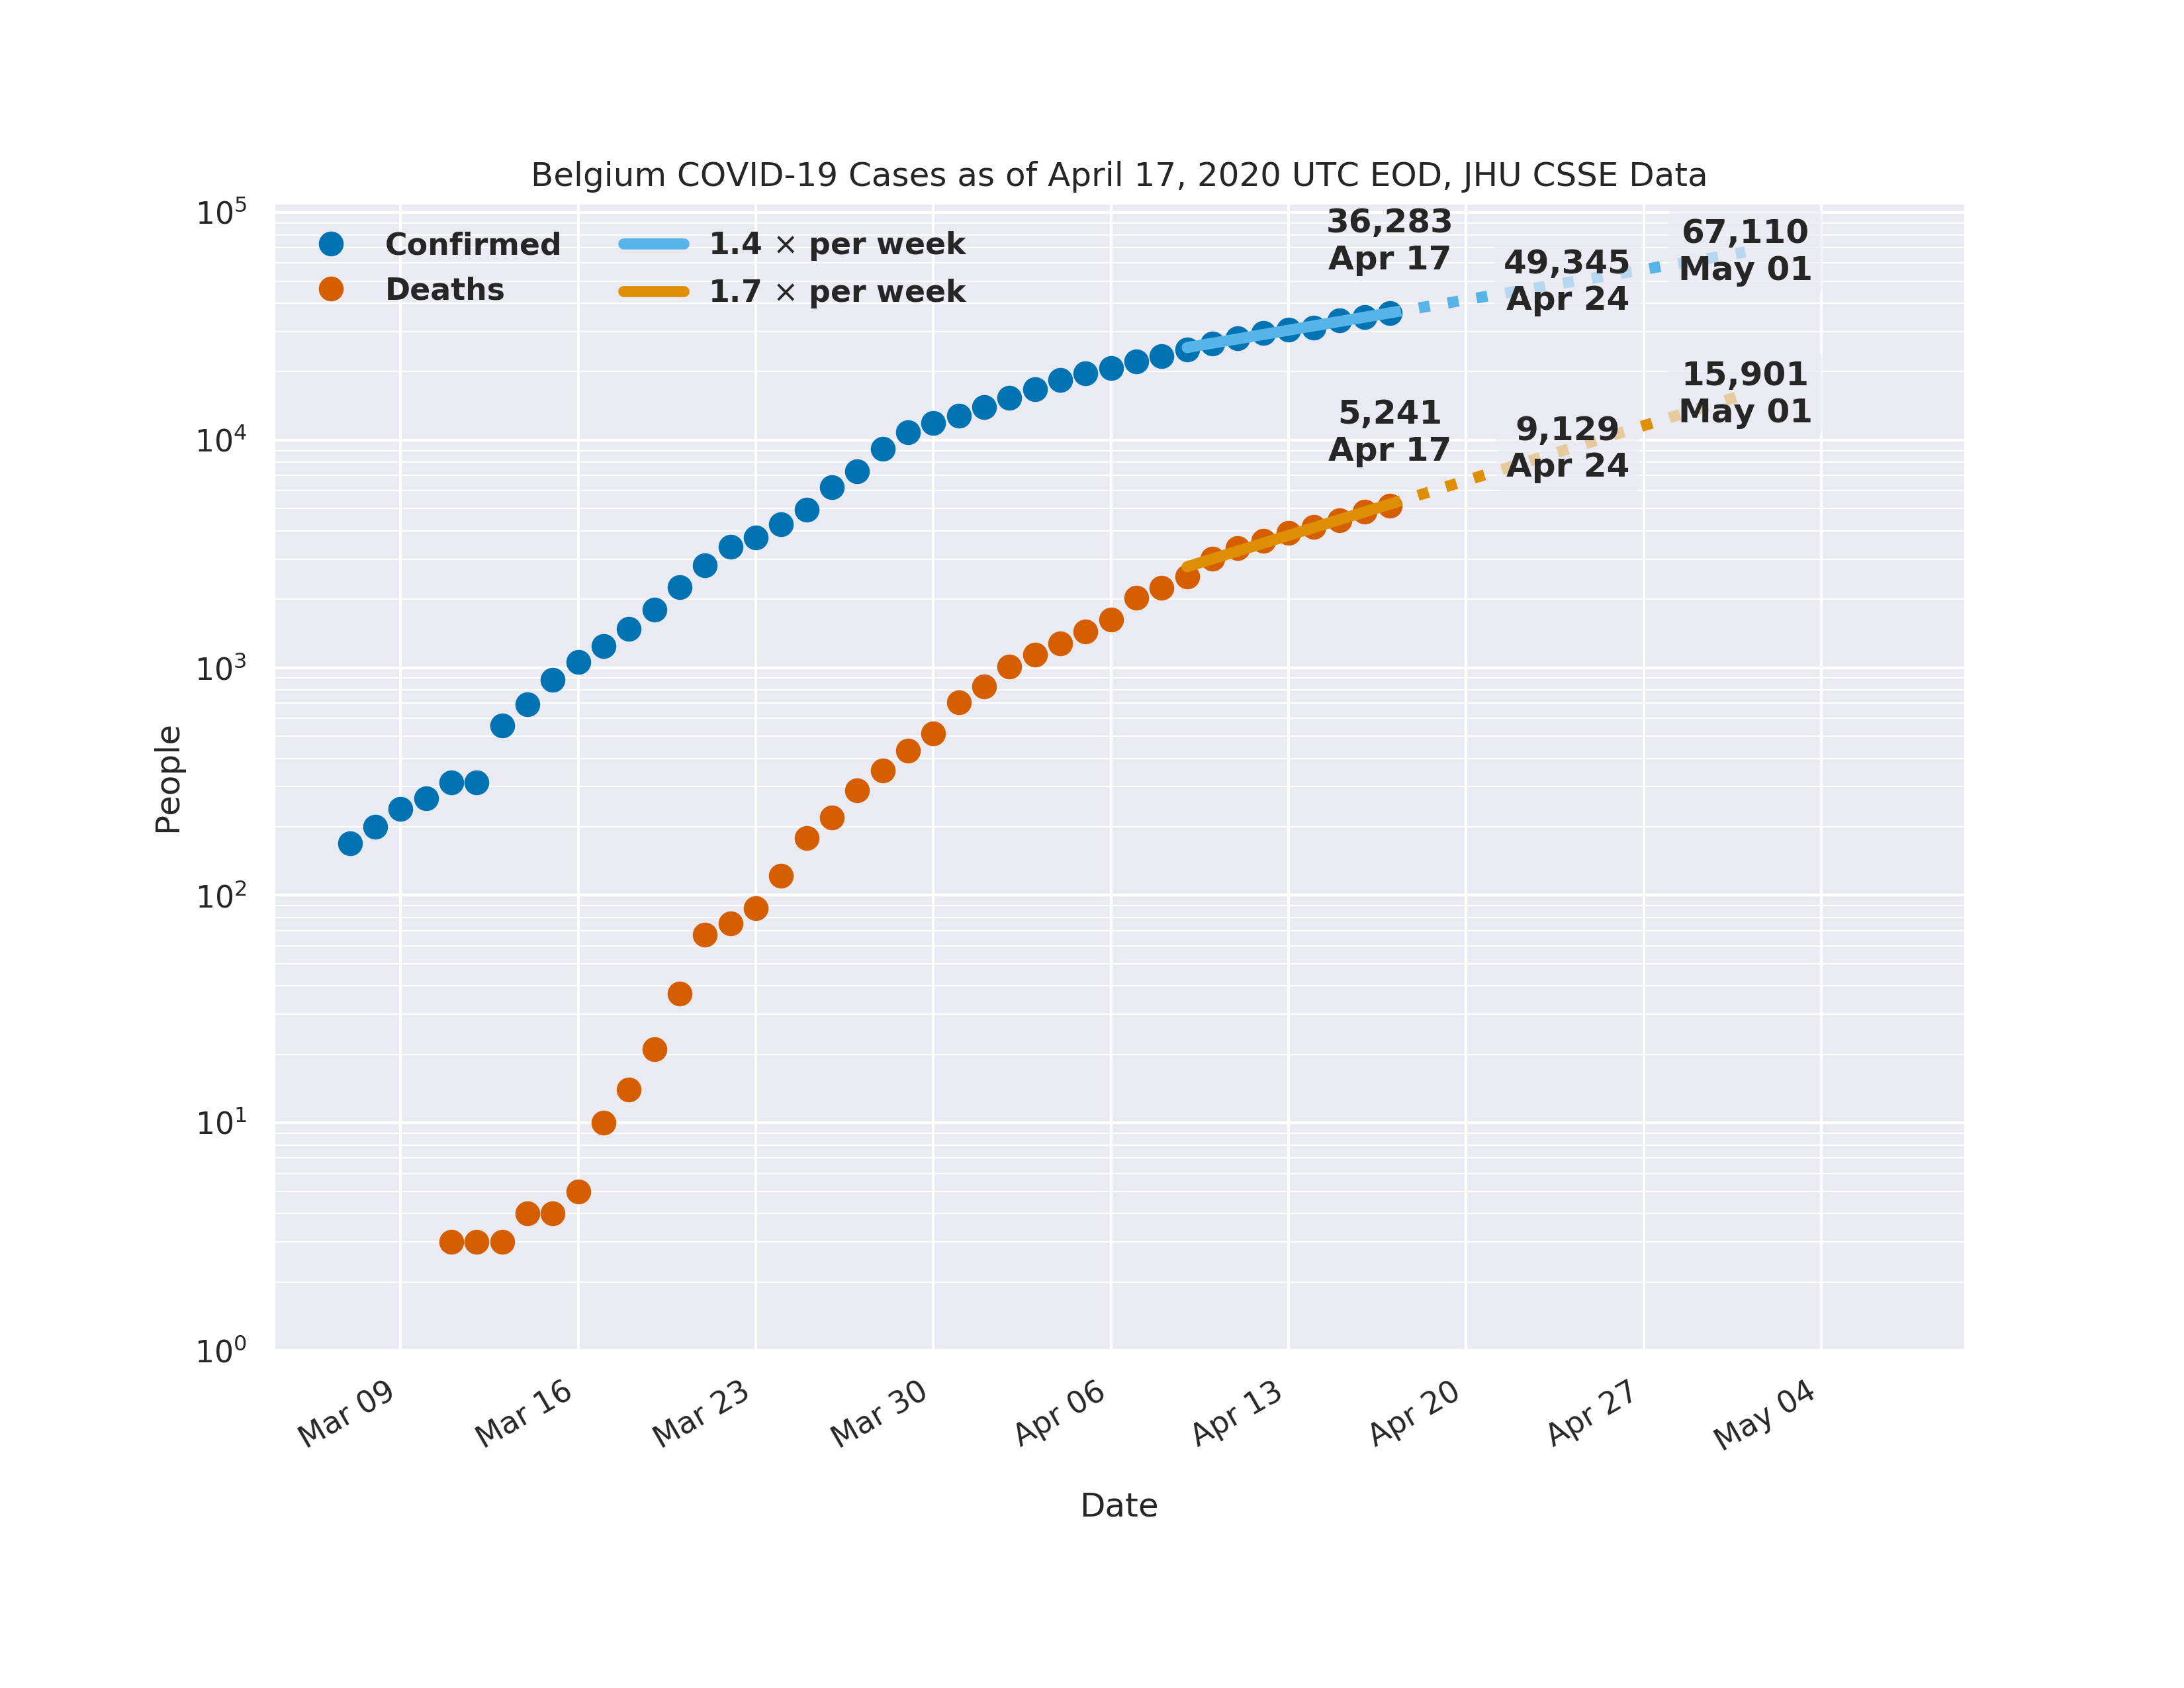 Belgium COVID-19 Cases as of April 17, 2020 UTC EOD, JHU CSSE Data
Confirmed
Deaths
1.4 × per week
1.7 × per week
36,283
Apr 17
49,345
Apr 24
67,110
May 01
5,241
Apr 17
9,129
Apr 24
15,901
May 01
People
10⁵
10⁴
10³
10²
10¹
10⁰
Mar 09
Mar 16
Mar 23
Mar 30
Apr 06
Apr 13
Apr 20
Apr 27
May 04
Date